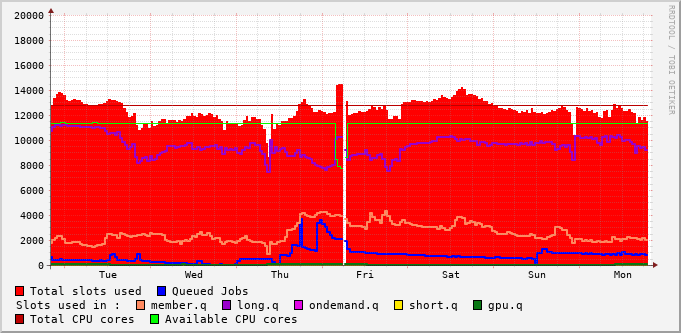 RRDTOOL / TOBI OETIKER
20000
18000
16000
14000
12000
10000
8000
6000
4000
2000
0
Tue Wed Thu Fri Sat Sun Mon
Total slots used Queued Jobs
Slots used in : member.q long.q ondemand.q short.q gpu.q
Total CPU cores Available CPU cores